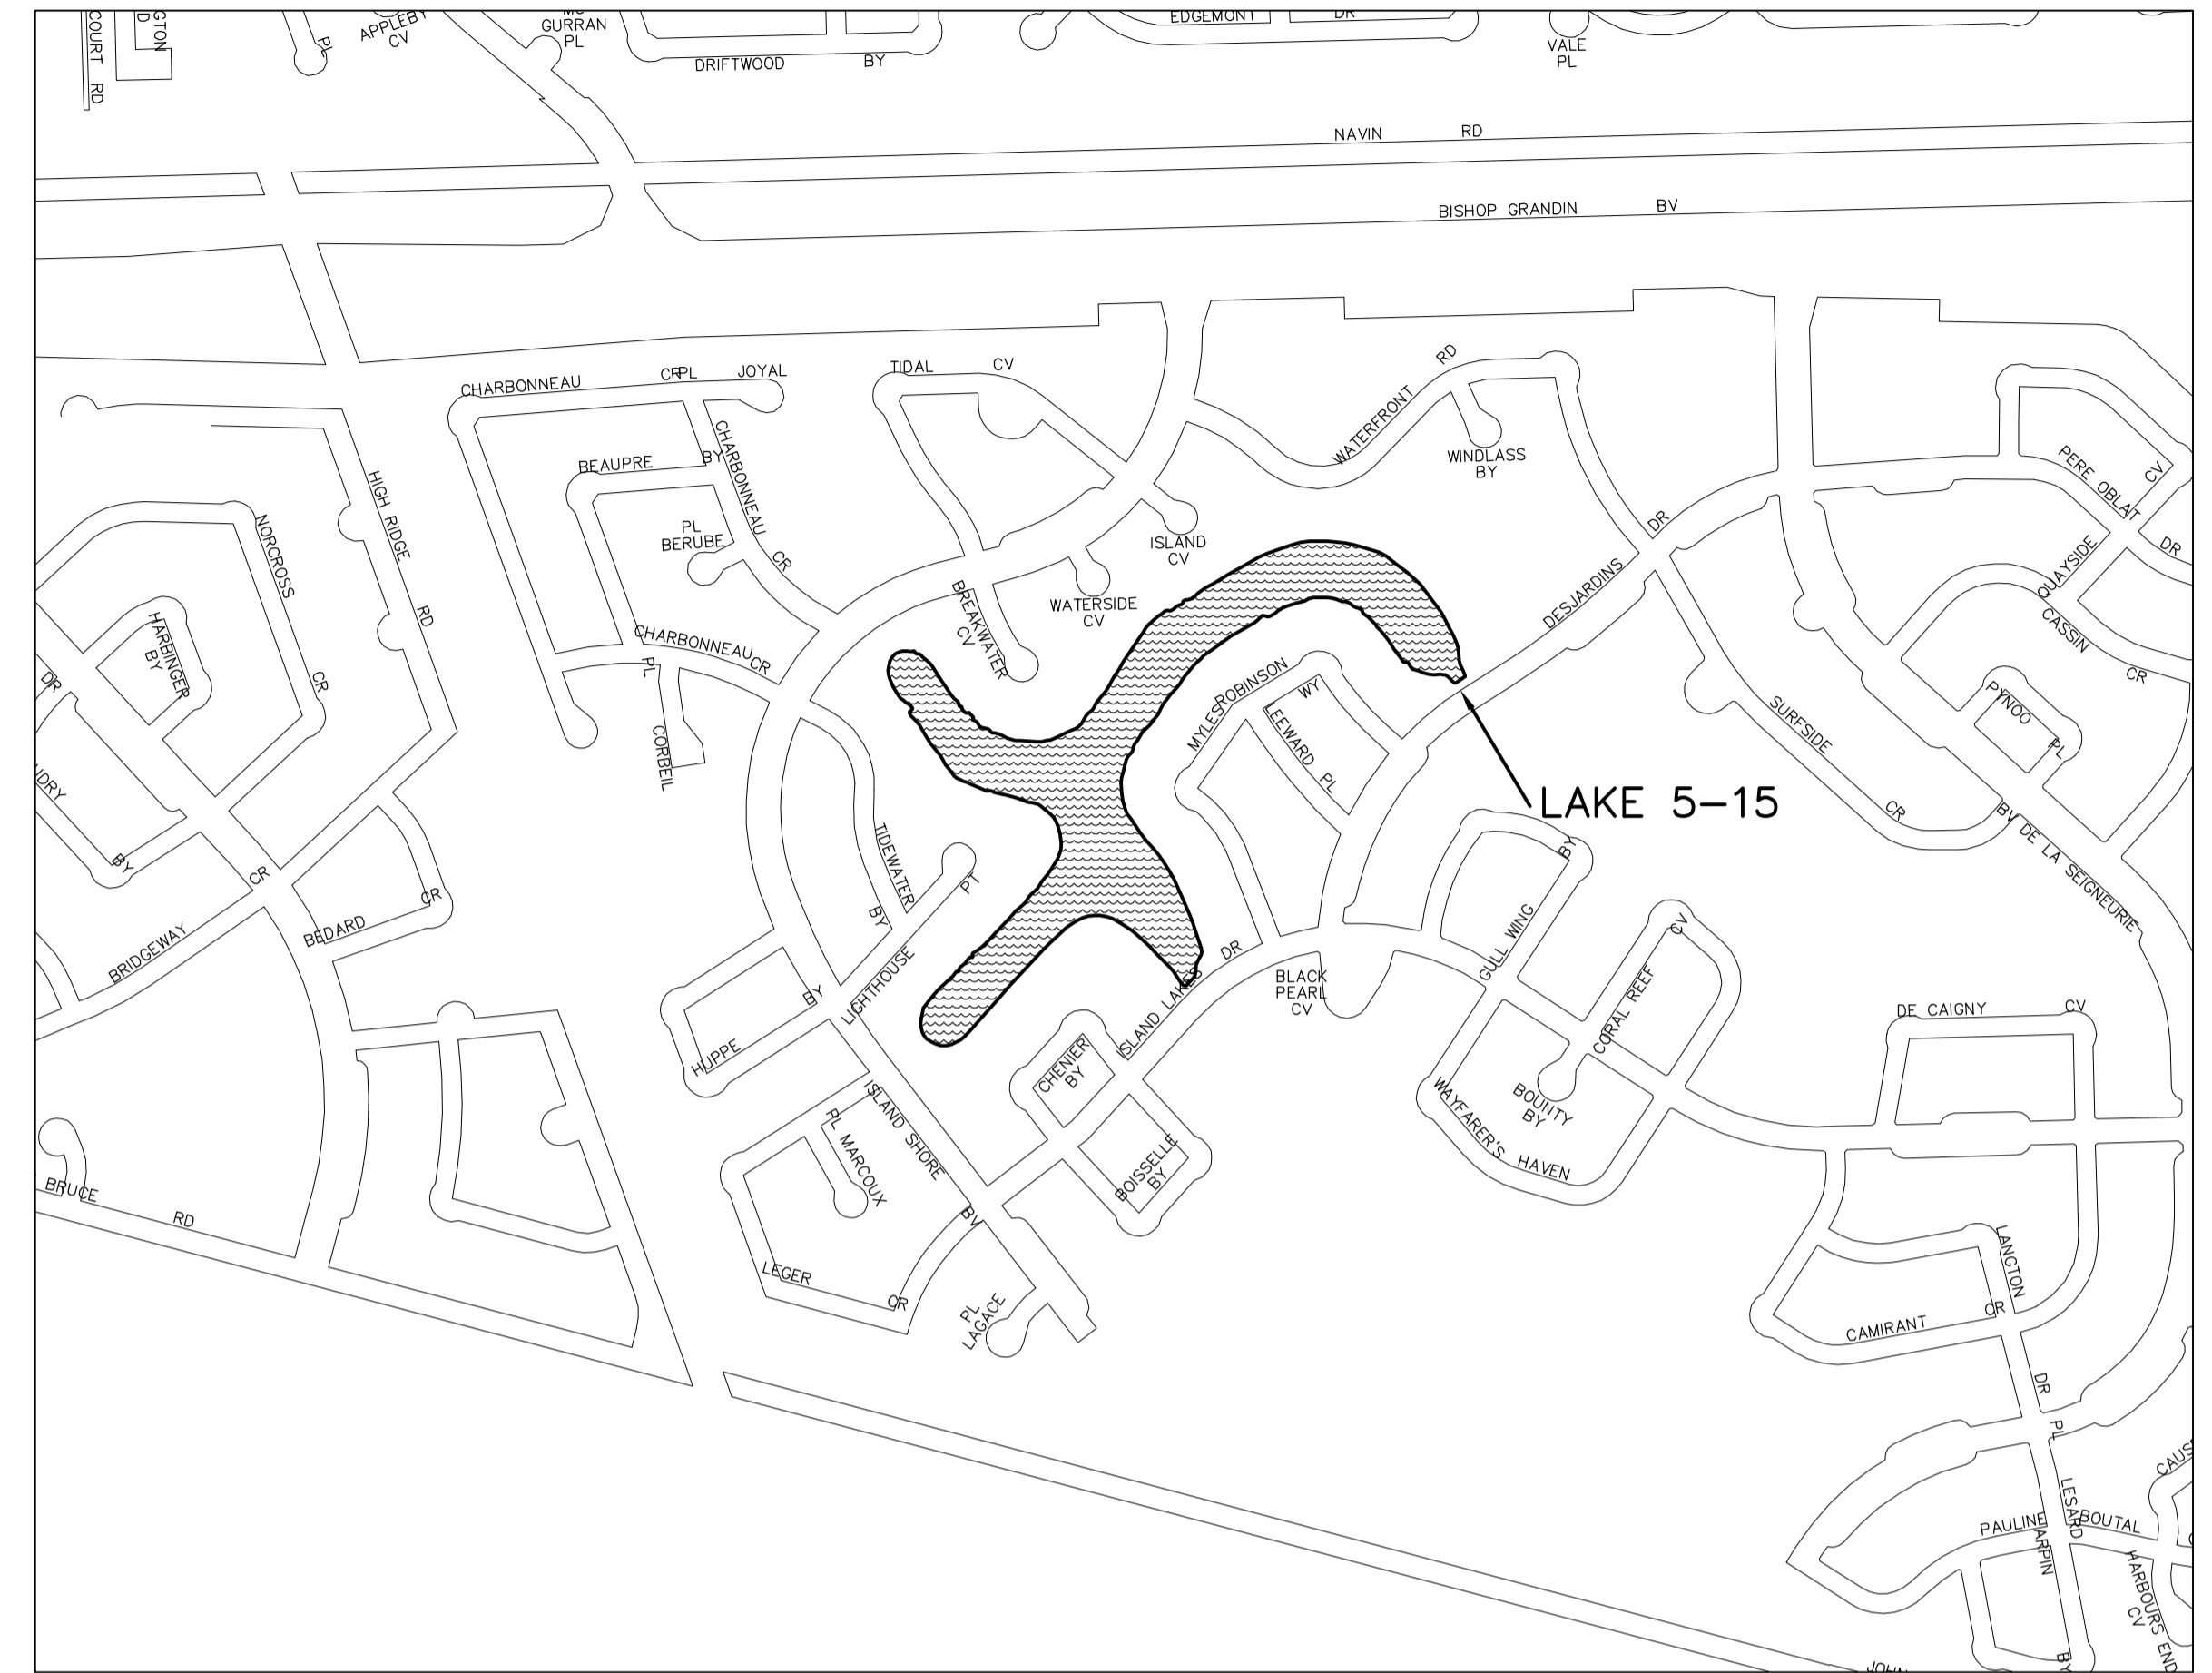 COURT RD
GTON
PL
APPLEBY
CV
GURRAN
PL
DRIFTWOOD BY
EDGEMONT DR
VALE
PL
NAVIN RD
BISHOP GRANDIN BV
CHARBONNEAU CR
PL JOYAL
TIDAL CV
WATERFRONT RD
WINDLASS
BY
BEAUPRE BY
CHARBONNEAU CR
PL
BERUBE
HIGH RIDGE RD
NORCROSS CR
HARBINGER
BY
ISLAND
CV
WATERSIDE
CV
BREAKWATER
CV
DESJARDINS DR
PERE OBLAT DR
QUAYSIDE CV
CASSIN CR
PYNOO PL
CHARBONNEAU CR
PL CORBEIL
MYLES ROBINSON WY
EEWARD PL
SURFSIDE CR
LAKE 5-15
DR
UDRY BY
TIDEWATER BY
LIGHTHOUSE PT
BV DE LA SEIGNEURIE
BRIDGEWAY CR
BEDARD CR
HUPPE BY
ISLAND LAKES DR
BLACK
PEARL
CV
GULL WING BY
CORAL REEF CV
DE CAIGNY CV
CHENIER
BY
BOUNTY
BY
WAYFARER'S HAVEN
ISLAND SHORE BV
PL MARCOUX
BOISSELLE
BY
BRUCE RD
LEGER CR
PL
LAGACE
LANGTON DR
CAMIRANT CR
PL LESARD
PAULINE BOUTAL
ARPIN BY
CAUS
HARBOURS END
CV